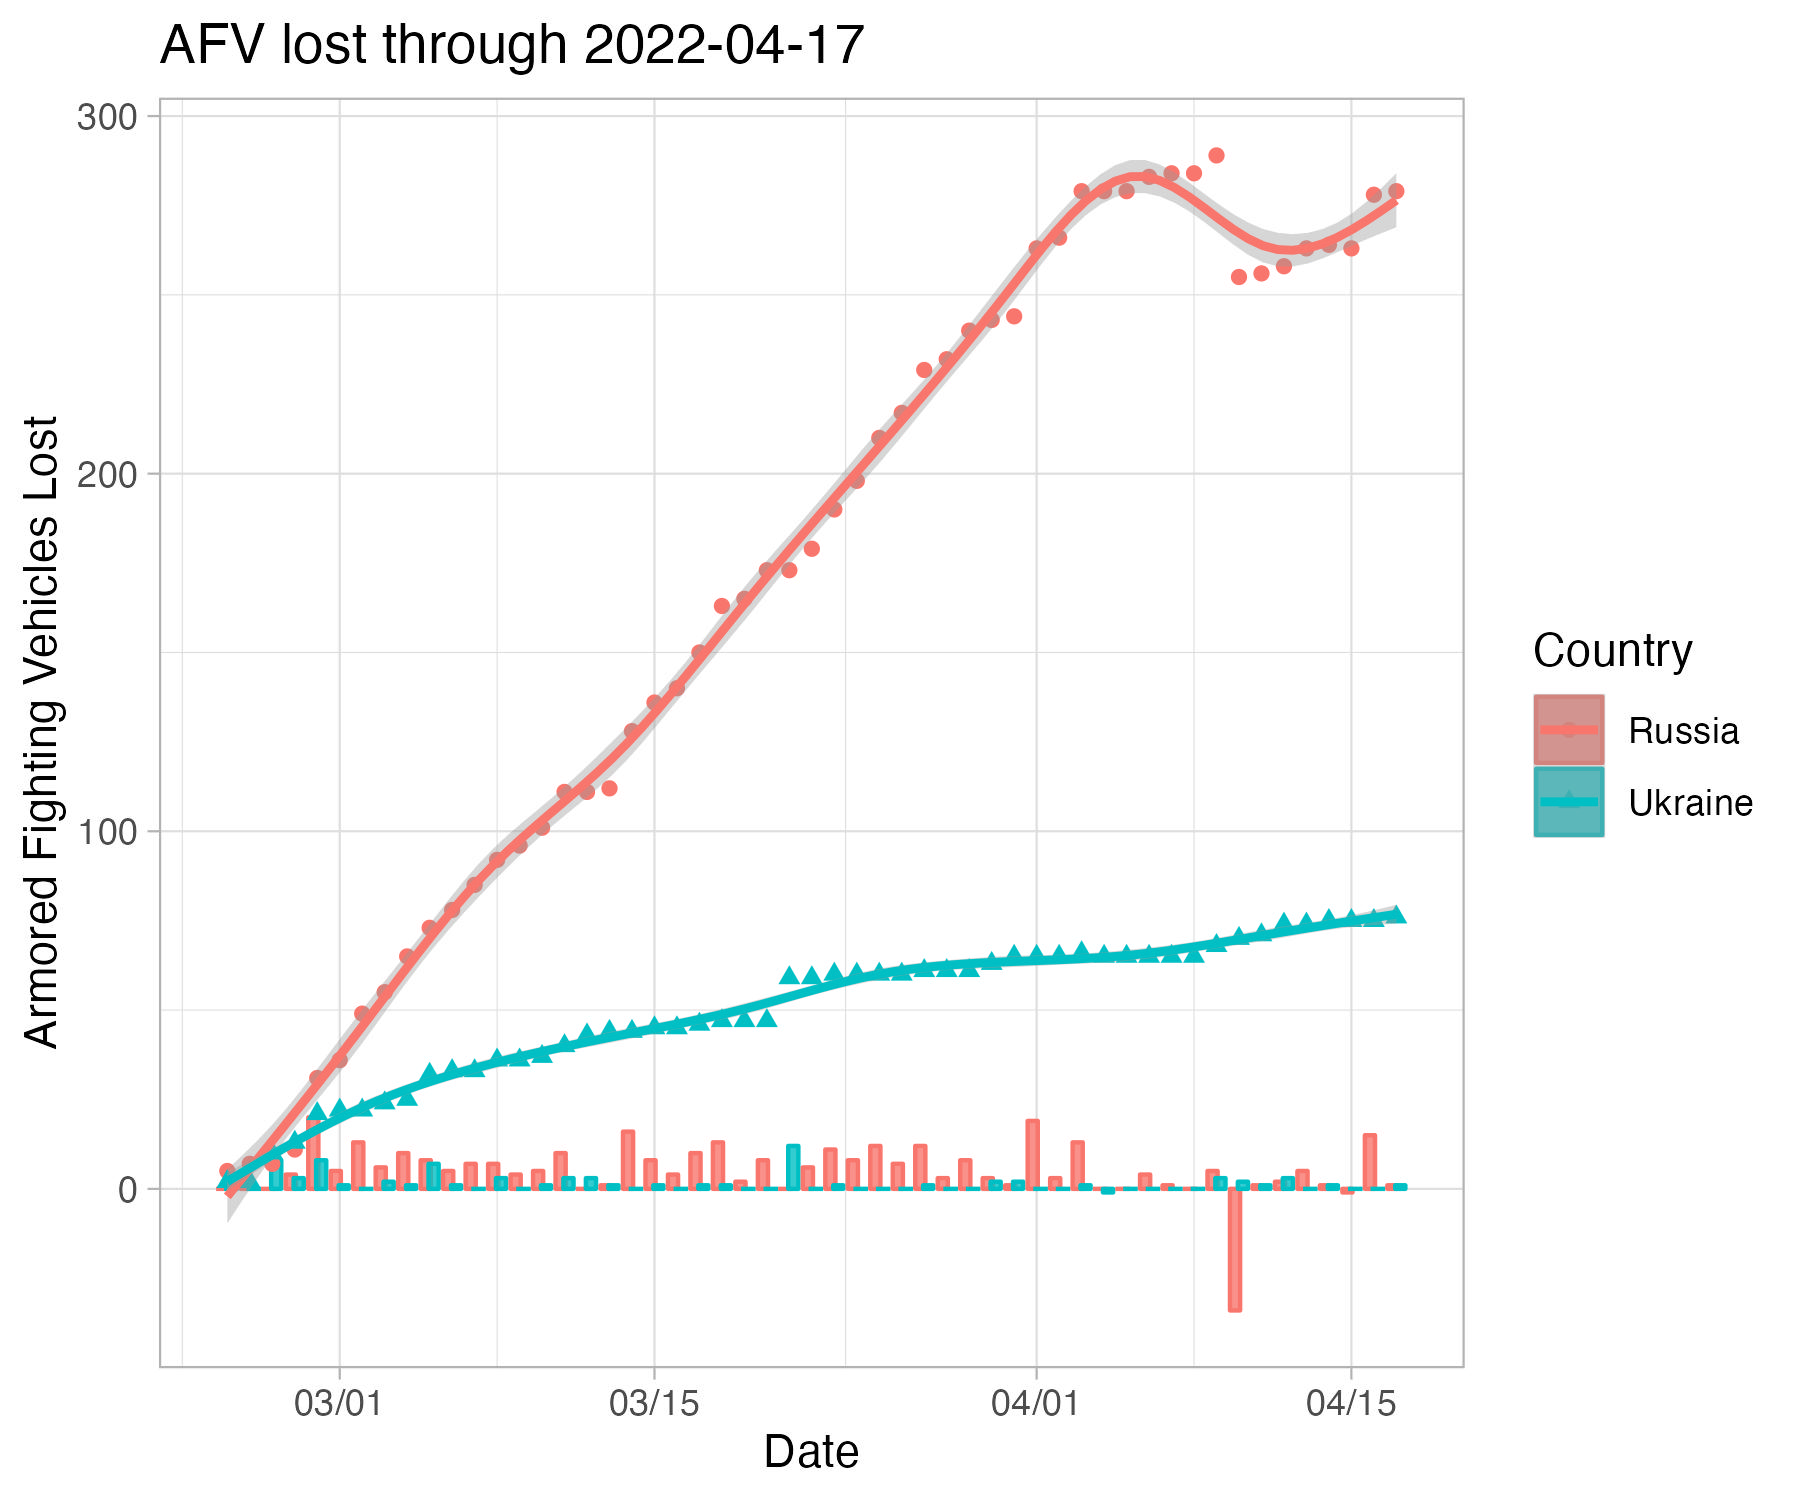 AFV lost through 2022-04-17
300
200
100
0
Armored Fighting Vehicles Lost
03/01
03/15
04/01
04/15
Date
Country
Russia
Ukraine